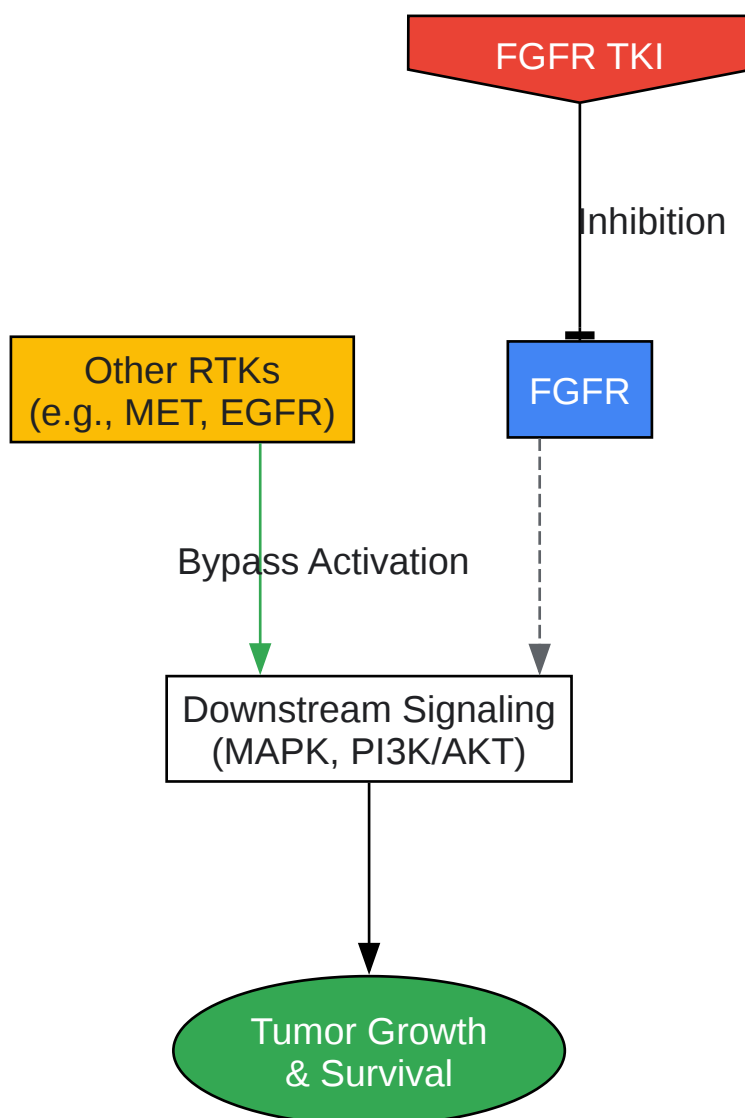 FGFR TKI
Inhibition
Other RTKs
(e.g., MET, EGFR)
FGFR
Bypass Activation
Downstream Signaling
(MAPK, PI3K/AKT)
Tumor Growth
& Survival